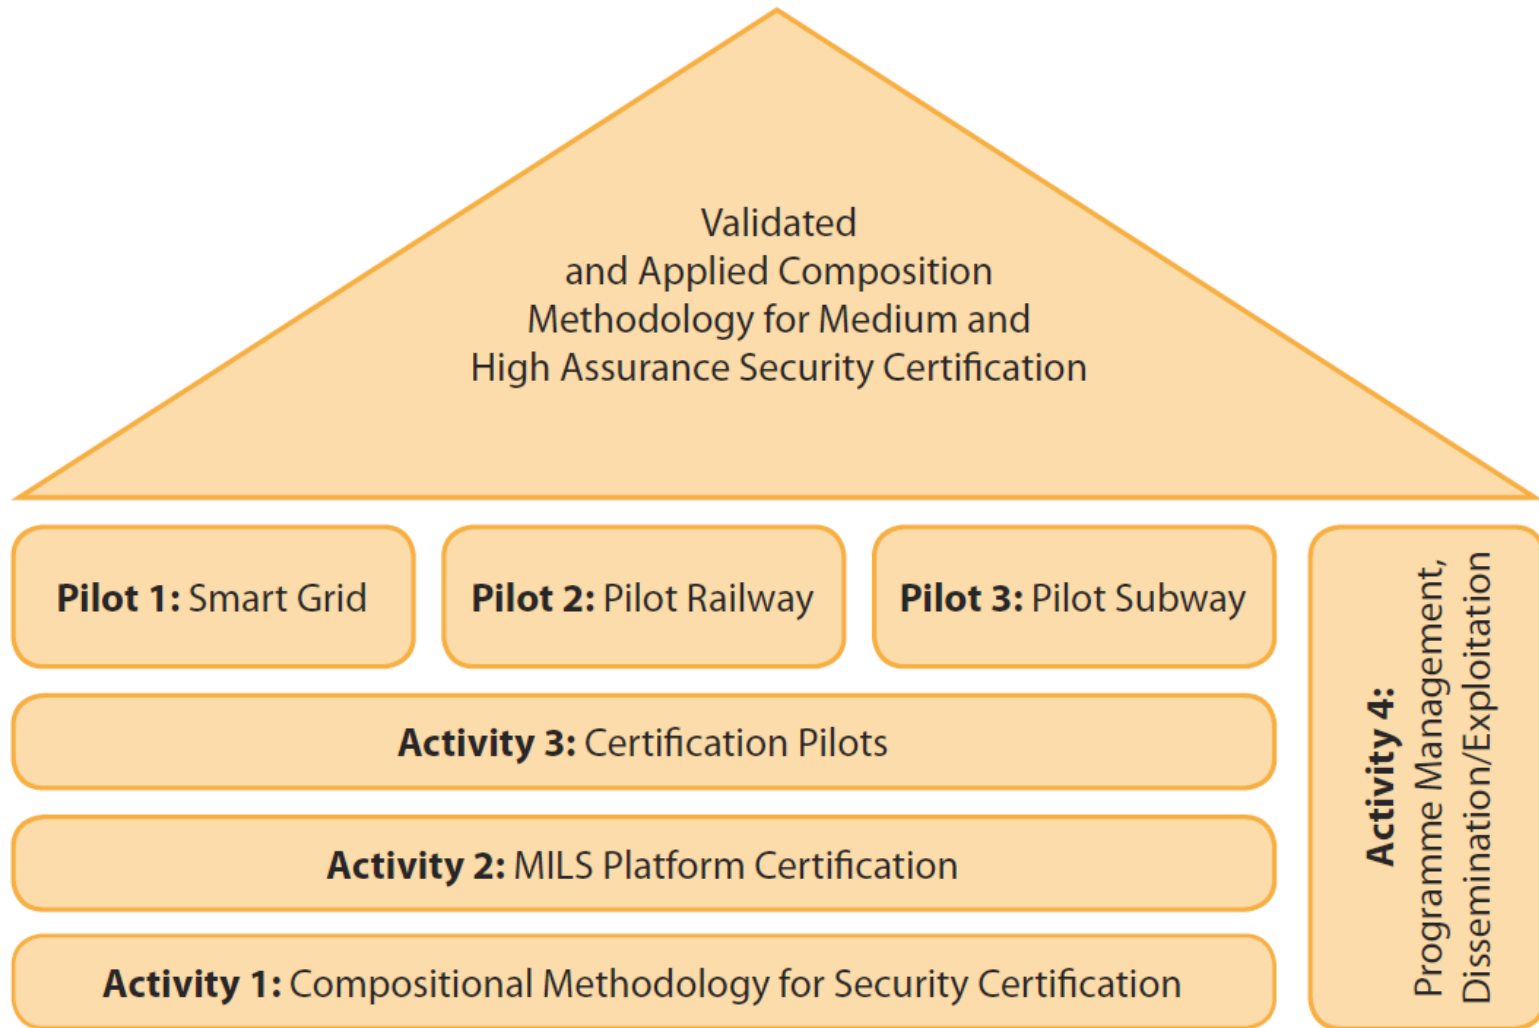 Validated
and Applied Composition
Methodology for Medium and
High Assurance Security Certification
Pilot 1: Smart Grid
Pilot 2: Pilot Railway
Pilot 3: Pilot Subway
Activity 3: Certification Pilots
Activity 2: MILS Platform Certification
Activity 1: Compositional Methodology for Security Certification
Activity 4:
Programme Management,
Dissemination/Exploitation